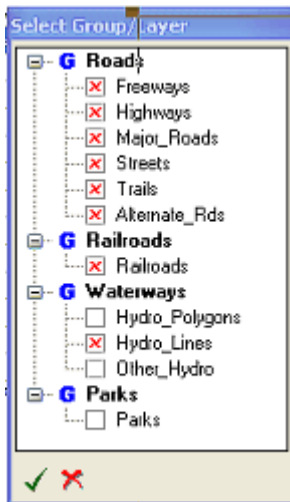 Select Group/Layer
G Roads
Freeways
Highways
Major_Roads
Streets
Trails
Alternate_Rds
G Railroads
Railroads
G Waterways
Hydro_Polygons
Hydro_Lines
Other_Hydro
G Parks
Parks